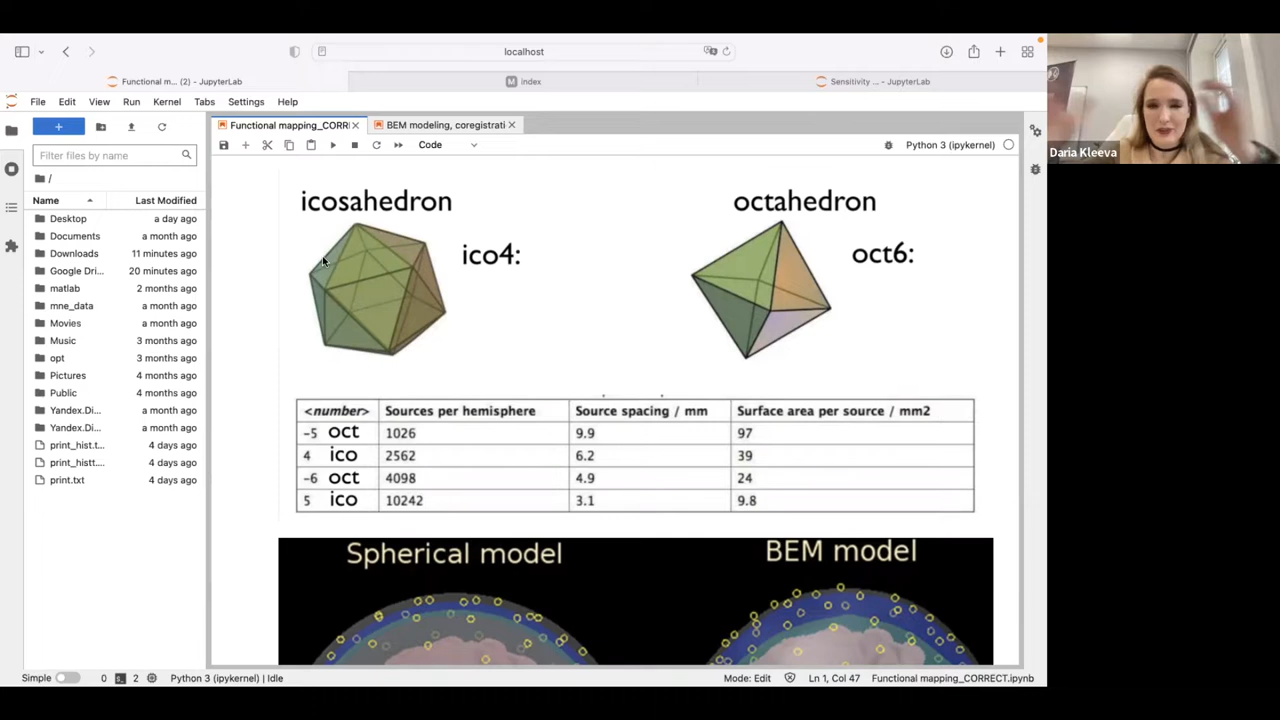 localhost
Functional m... (2) - JupyterLab
index
Sensitivity ... - JupyterLab
File Edit View Run Kernel Tabs Settings Help
Daria Kleeva
Functional mapping_CORRI
BEM modeling, coregistrati
Filter files by name
Code
Python 3 (ipykernel)
/
Name Last Modified
Desktop a day ago
Documents a month ago
Downloads 11 minutes ago
Google Dri... 20 minutes ago
matlab 2 months ago
mne_data a month ago
Movies a month ago
Music 3 months ago
opt 3 months ago
Pictures 4 months ago
Public 4 months ago
Yandex.Di... a month ago
Yandex.Di... a month ago
print_hist.t... 4 days ago
print_histt.... 4 days ago
print.txt 4 days ago
icosahedron
octahedron
ico4:
oct6:
<number> Sources per hemisphere Source spacing / mm Surface area per source / mm2
-5 oct 1026 9.9 97
4 ico 2562 6.2 39
-6 oct 4098 4.9 24
5 ico 10242 3.1 9.8
Spherical model
BEM model
Simple 0 2 Python 3 (ipykernel) | Idle Mode: Edit Ln 1, Col 47 Functional mapping_CORRECT.ipynb